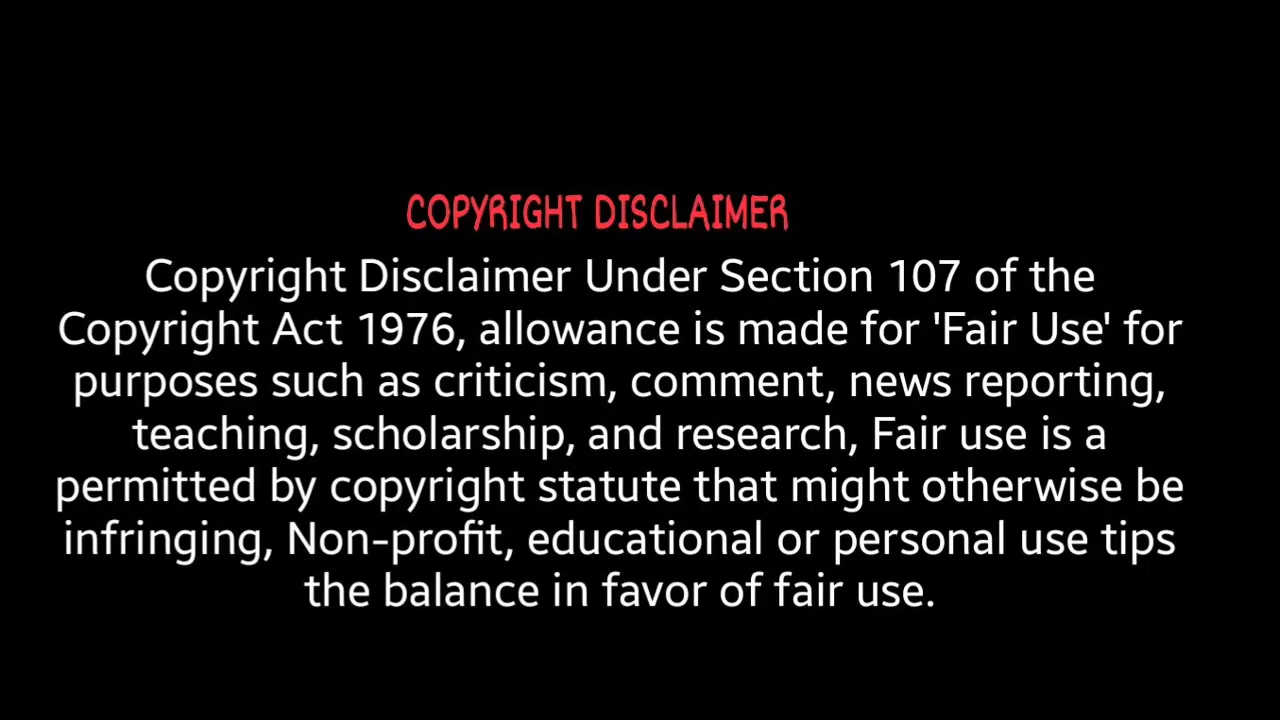 COPYRIGHT DISCLAIMER
Copyright Disclaimer Under Section 107 of the
Copyright Act 1976, allowance is made for 'Fair Use' for
purposes such as criticism, comment, news reporting,
teaching, scholarship, and research, Fair use is a
permitted by copyright statute that might otherwise be
infringing, Non-profit, educational or personal use tips
the balance in favor of fair use.